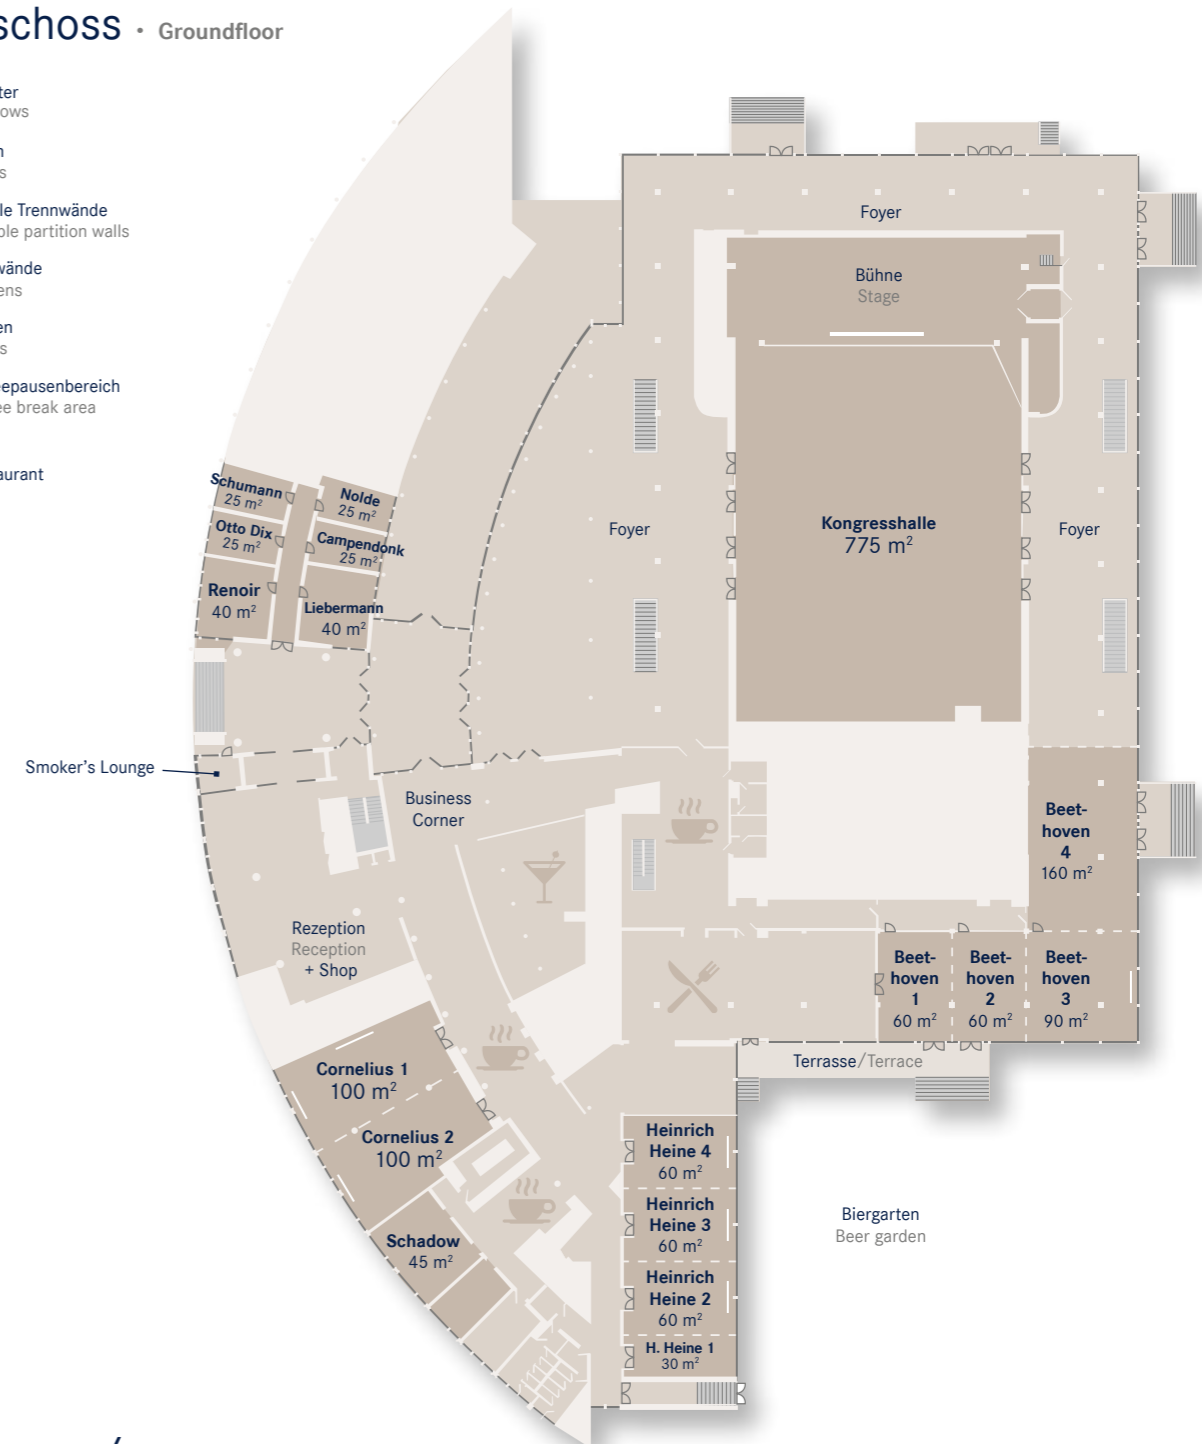 schoss · Groundfloor
Foyer
Bühne
Stage
Schumann
25 m²
Nolde
25 m²
Otto Dix
25 m²
Campendonk
25 m²
Renoir
40 m²
Liebermann
40 m²
Foyer
Kongresshalle
775 m²
Foyer
Smoker's Lounge
Business
Corner
Beet-
hoven
4
160 m²
Rezeption
Reception
+ Shop
Beet-
hoven
1
60 m²
Beet-
hoven
2
60 m²
Beet-
hoven
3
90 m²
Terrasse/Terrace
Cornelius 1
100 m²
Cornelius 2
100 m²
Schadow
45 m²
Heinrich
Heine 4
60 m²
Heinrich
Heine 3
60 m²
Heinrich
Heine 2
60 m²
H. Heine 1
30 m²
Biergarten
Beer garden
ter
ows
n
s
le Trennwände
ble partition walls
wände
ens
en
s
eepausenbereich
ee break area
aurant